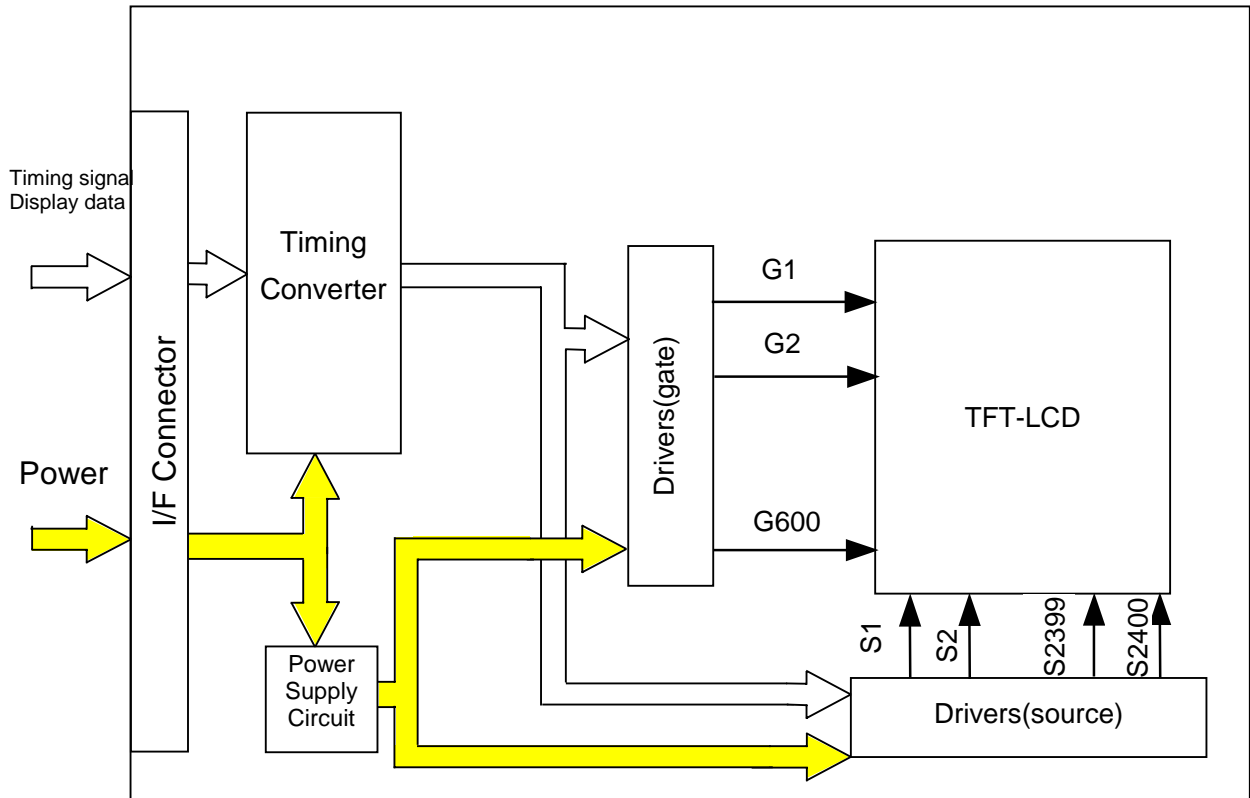 Timing signal
Display data
Power
I/F Connector
Timing
Converter
Power
Supply
Circuit
Drivers(gate)
G1
G2
G600
TFT-LCD
S1
S2
S2399
S2400
Drivers(source)